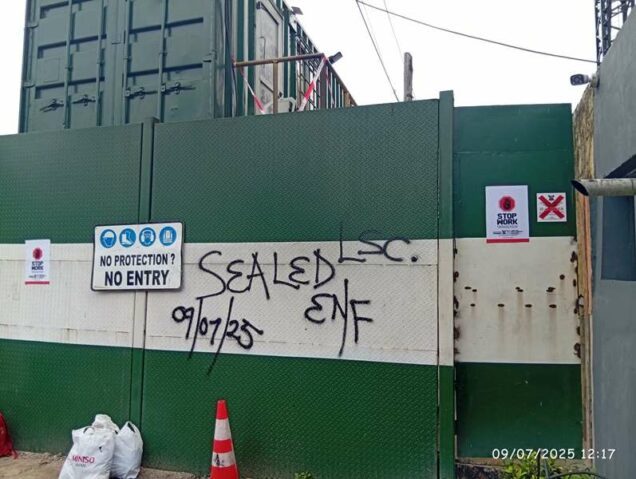 STOP
WORK
NO PROTECTION?
NO ENTRY
SEALED LSC.
ENF
09/07/25
STOP
WORK
MINISO
09/07/2025 12:17